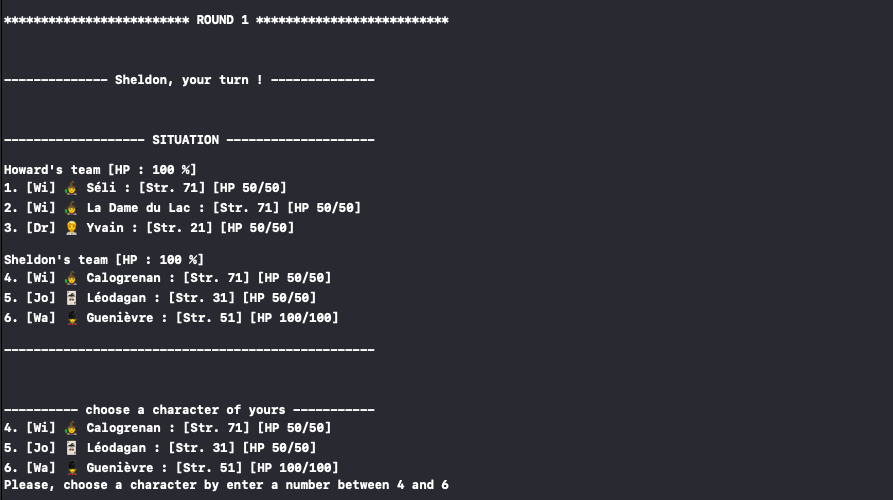 ************************* ROUND 1 **************************
-------------- Sheldon, your turn ! --------------
------------------- SITUATION --------------------
Howard's team [HP : 100 %]
1. [Wi] 🧙 Séli : [Str. 71] [HP 50/50]
2. [Wi] 🧙 La Dame du Lac : [Str. 71] [HP 50/50]
3. [Dr] 👨‍⚕️ Yvain : [Str. 21] [HP 50/50]
Sheldon's team [HP : 100 %]
4. [Wi] 🧙 Calogrenan : [Str. 71] [HP 50/50]
5. [Jo] 🃏 Léodagan : [Str. 31] [HP 50/50]
6. [Wa] Guenièvre : [Str. 51] [HP 100/100]
--------------------------------------------------
---------- choose a character of yours -----------
4. [Wi] 🧙 Calogrenan : [Str. 71] [HP 50/50]
5. [Jo] 🃏 Léodagan : [Str. 31] [HP 50/50]
6. [Wa] Guenièvre : [Str. 51] [HP 100/100]
Please, choose a character by enter a number between 4 and 6